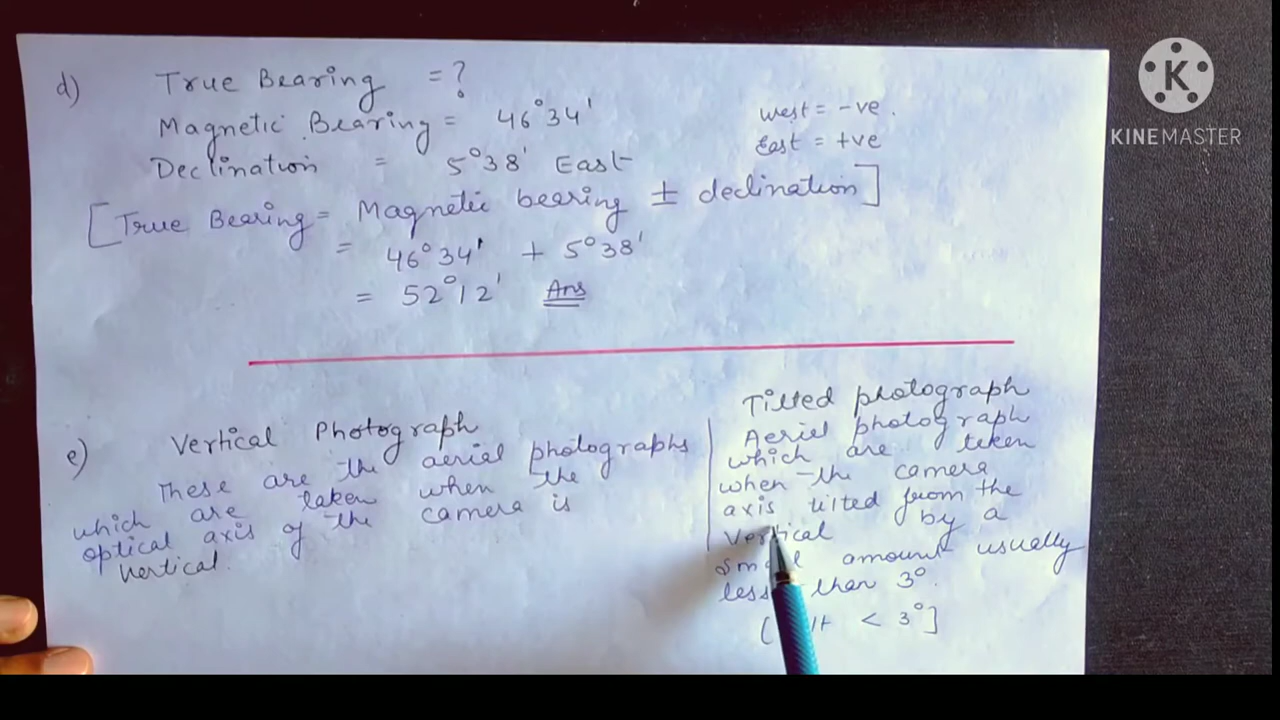 d) True Bearing = ?
Magnetic Bearing = 46°34'
Declination = 5°38' East
west = -ve.
East = +ve
[True Bearing = Magnetic bearing ± declination]
= 46°34' + 5°38'
= 52°12' Ans
e) Vertical Photograph
These are the aerial photographs
which are taken when the
optical axis of the camera is
vertical.
Tilted photograph
Aeriel photograph
which are teken
when the camera
axis tilted from the
vertical by a
small amount usually
less than 3°.
[ < 3°]
KINEMASTER